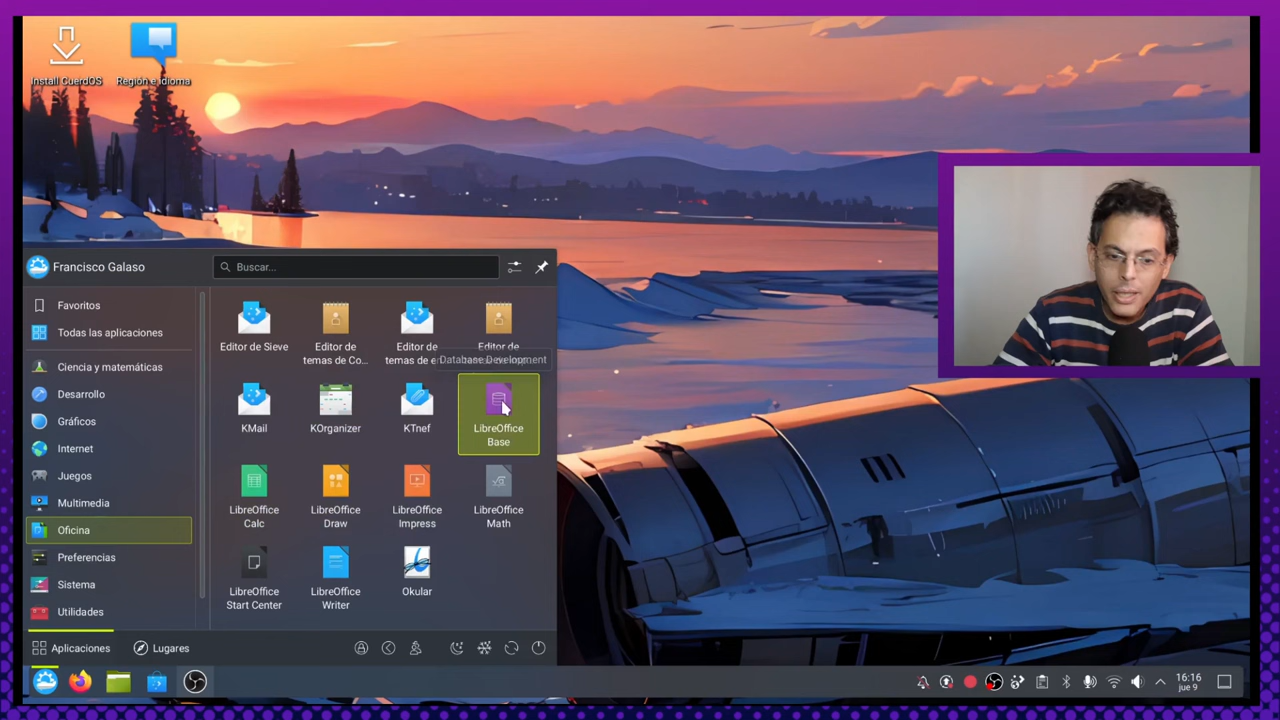 Install CuerdOS
Región e idioma
Francisco Galaso
Buscar...
Favoritos
Todas las aplicaciones
Ciencia y matemáticas
Desarrollo
Gráficos
Internet
Juegos
Multimedia
Oficina
Preferencias
Sistema
Utilidades
Editor de Sieve
Editor de
temas de Co...
Editor de
temas de e
Editor de
Database Development
KMail
KOrganizer
KTnef
LibreOffice
Base
LibreOffice
Calc
LibreOffice
Draw
LibreOffice
Impress
LibreOffice
Math
LibreOffice
Start Center
LibreOffice
Writer
Okular
Aplicaciones
Lugares
16:16
jue 9